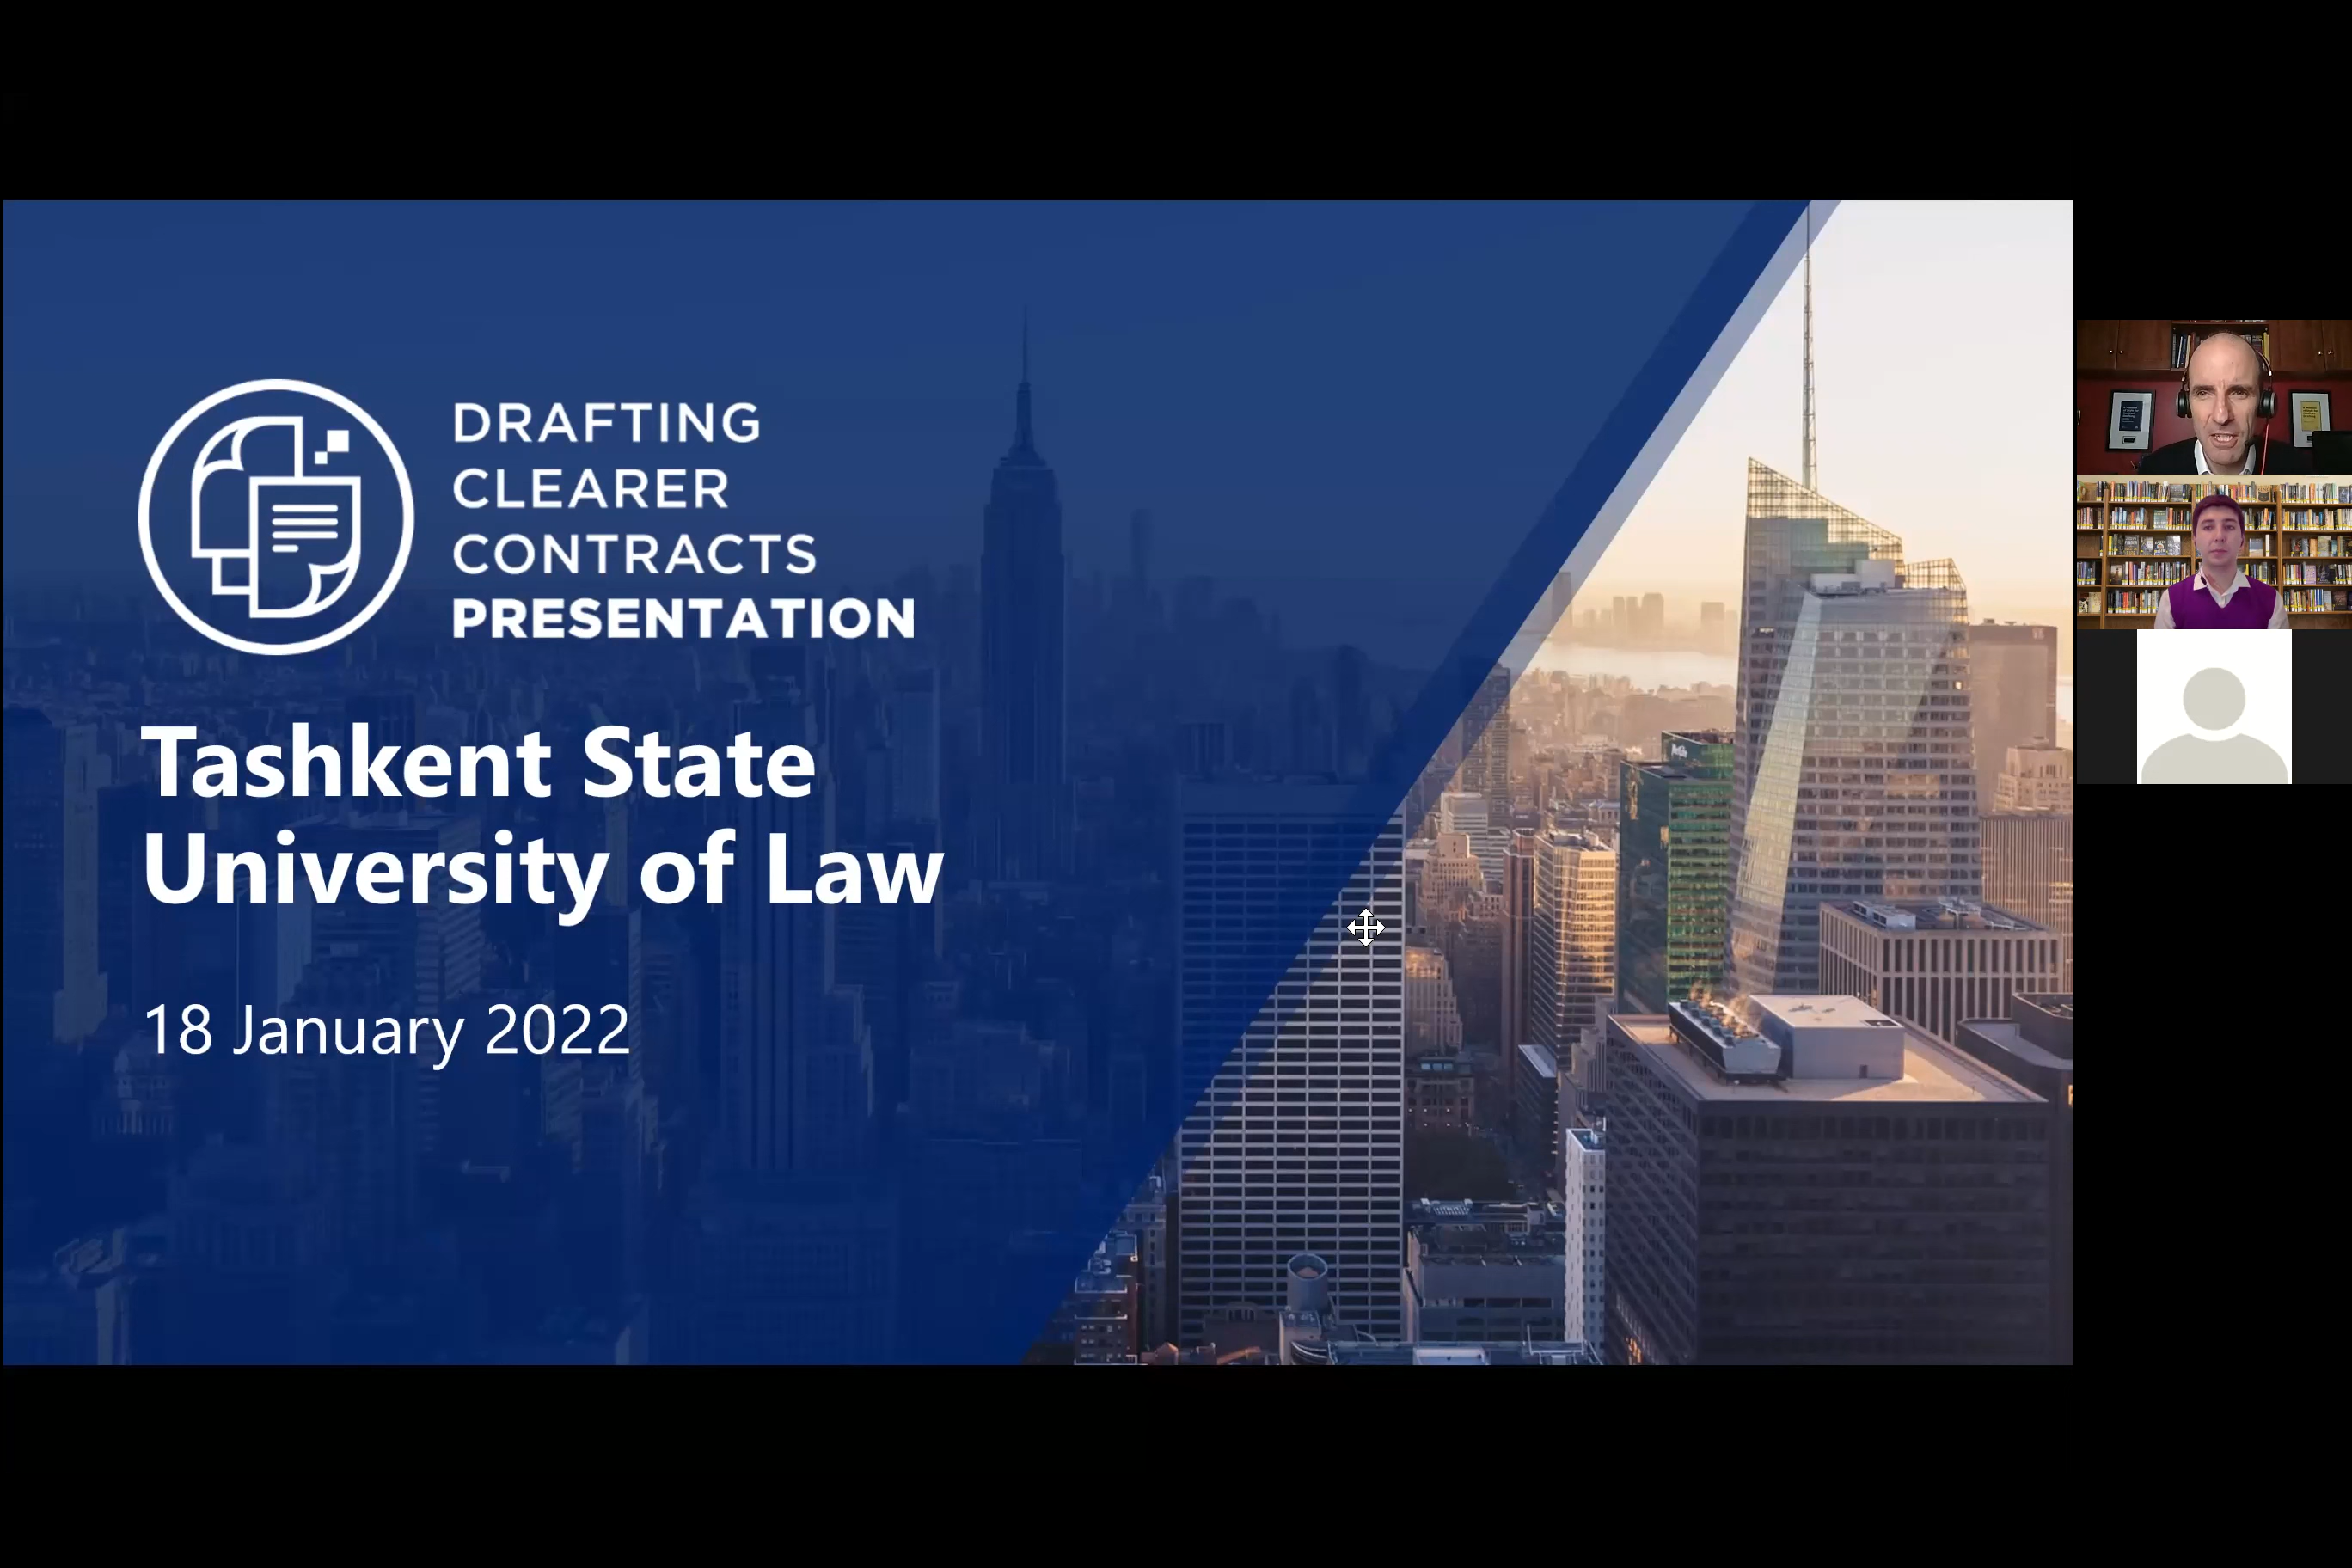 DRAFTING
CLEARER
CONTRACTS
PRESENTATION
Tashkent State
University of Law
18 January 2022